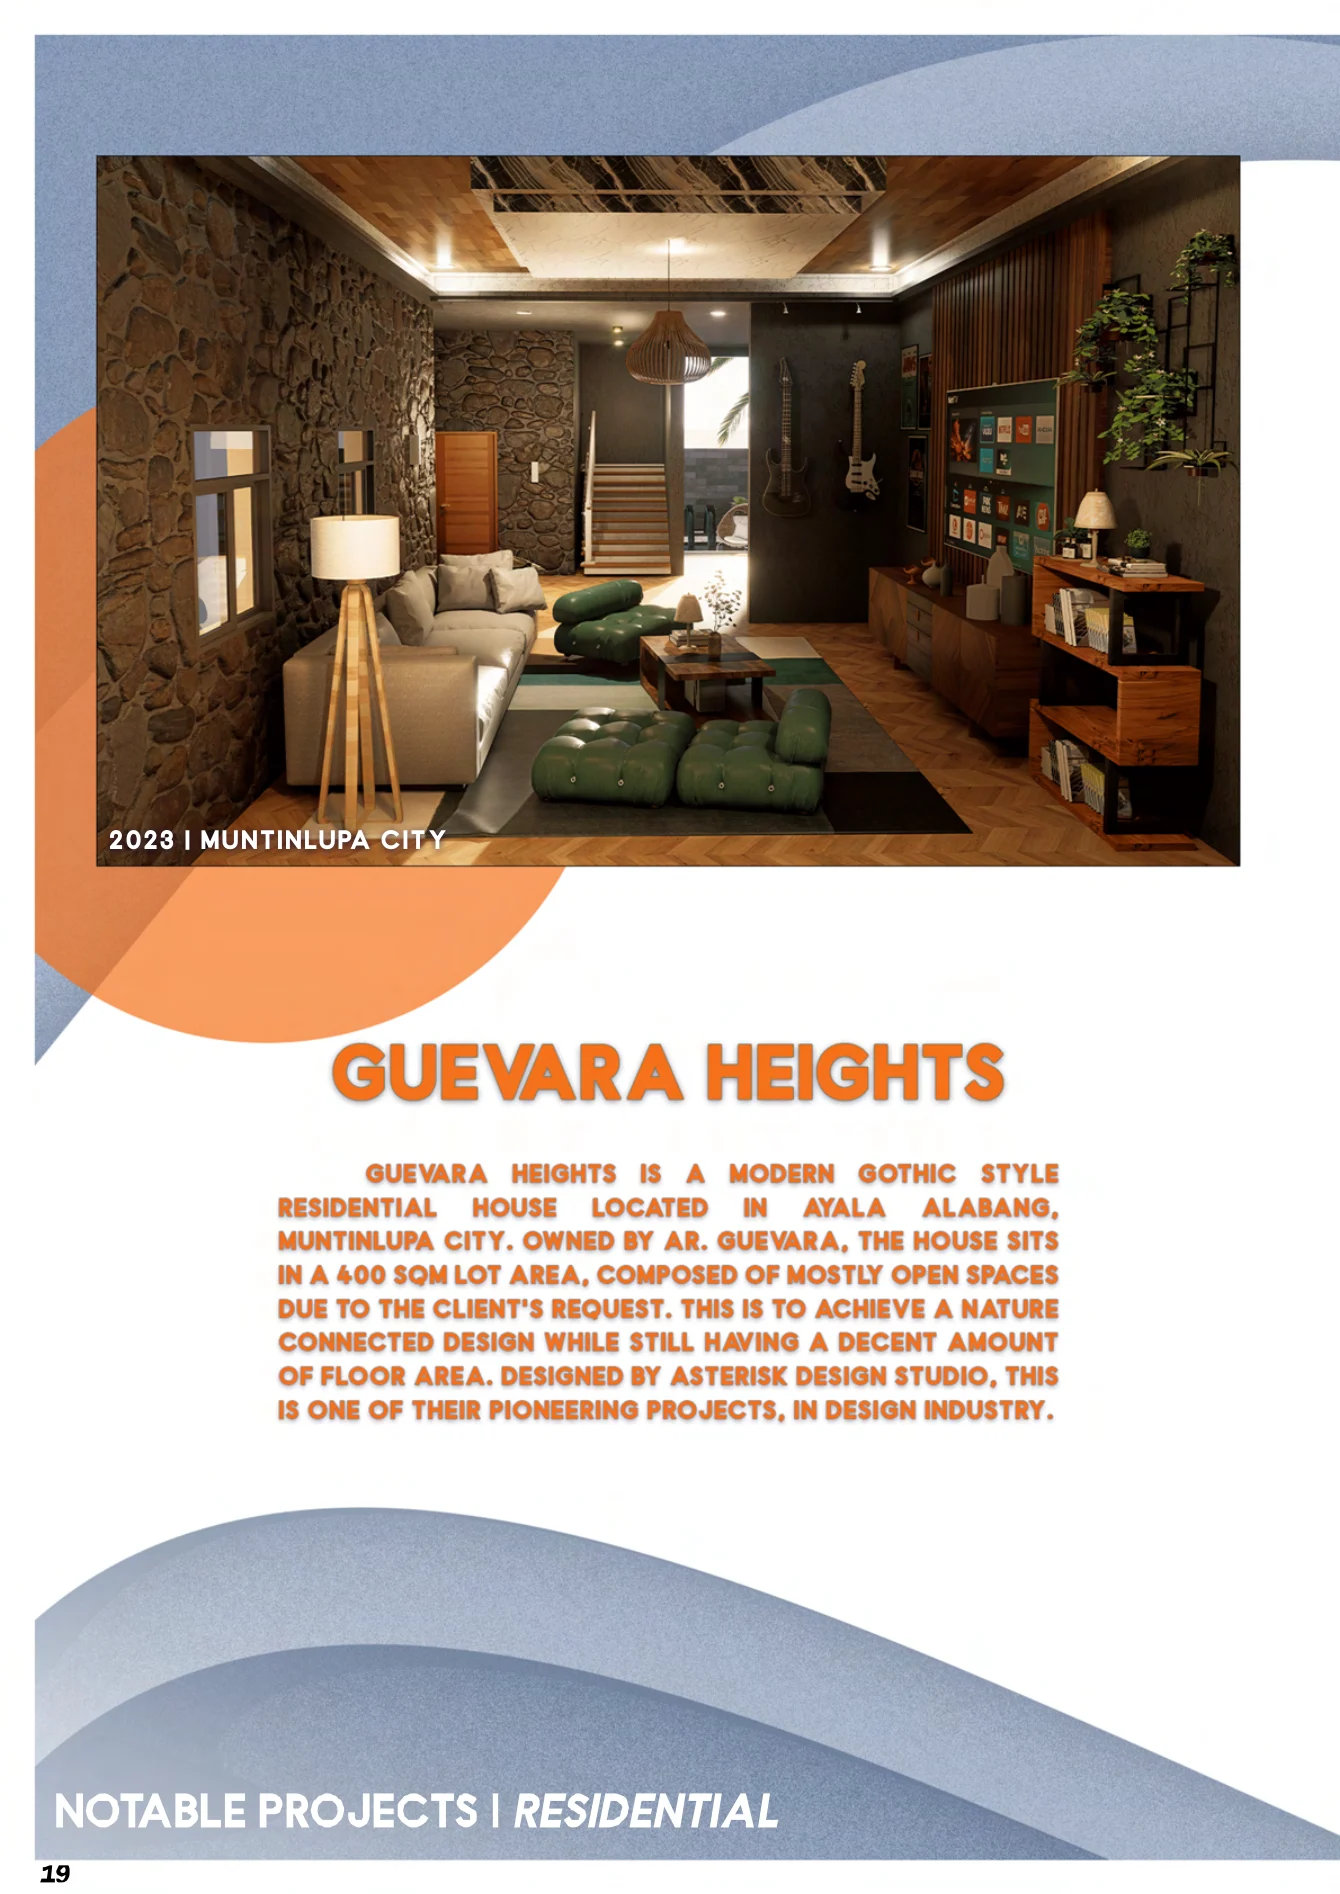 2023 | MUNTINLUPA CITY
GUEVARA HEIGHTS
GUEVARA HEIGHTS IS A MODERN GOTHIC STYLE
RESIDENTIAL HOUSE LOCATED IN AYALA ALABANG,
MUNTINLUPA CITY. OWNED BY AR. GUEVARA, THE HOUSE SITS
IN A 400 SQM LOT AREA, COMPOSED OF MOSTLY OPEN SPACES
DUE TO THE CLIENT'S REQUEST. THIS IS TO ACHIEVE A NATURE
CONNECTED DESIGN WHILE STILL HAVING A DECENT AMOUNT
OF FLOOR AREA. DESIGNED BY ASTERISK DESIGN STUDIO, THIS
IS ONE OF THEIR PIONEERING PROJECTS, IN DESIGN INDUSTRY.
NOTABLE PROJECTS | RESIDENTIAL
19